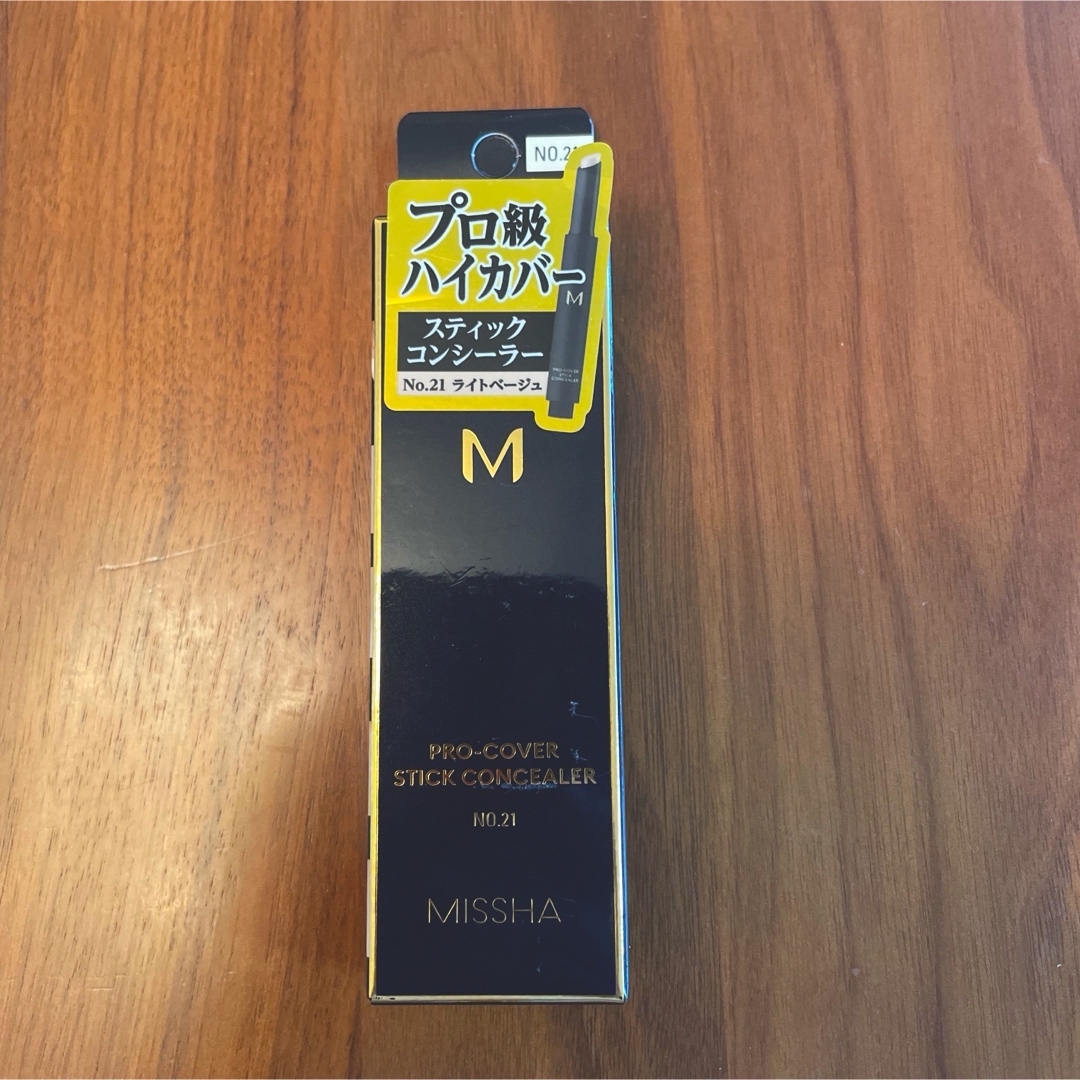 NO.21
プロ級
ハイカバー
M
スティック
コンシーラー
No.21 ライトベージュ
PRO-COVER
STICK
CONCEALER
M
PRO-COVER
STICK CONCEALER
NO.21
MISSHA